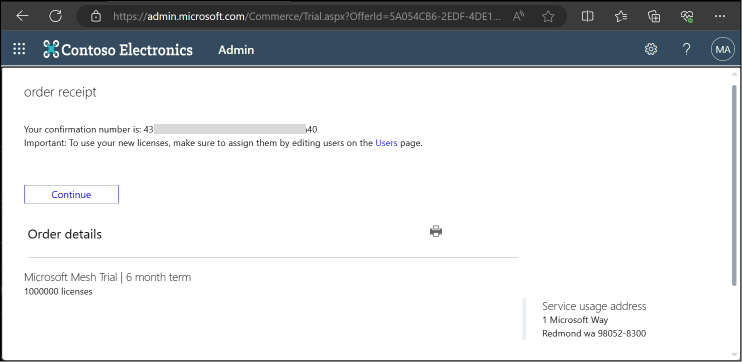 https://admin.microsoft.com/Commerce/Trial.aspx?OfferId=5A054CB6-2EDF-4DE1...
Contoso Electronics Admin ? MA
order receipt
Your confirmation number is: 43 40
Important: To use your new licenses, make sure to assign them by editing users on the Users page.
Continue
Order details
Microsoft Mesh Trial | 6 month term
1000000 licenses
Service usage address
1 Microsoft Way
Redmond wa 98052-8300